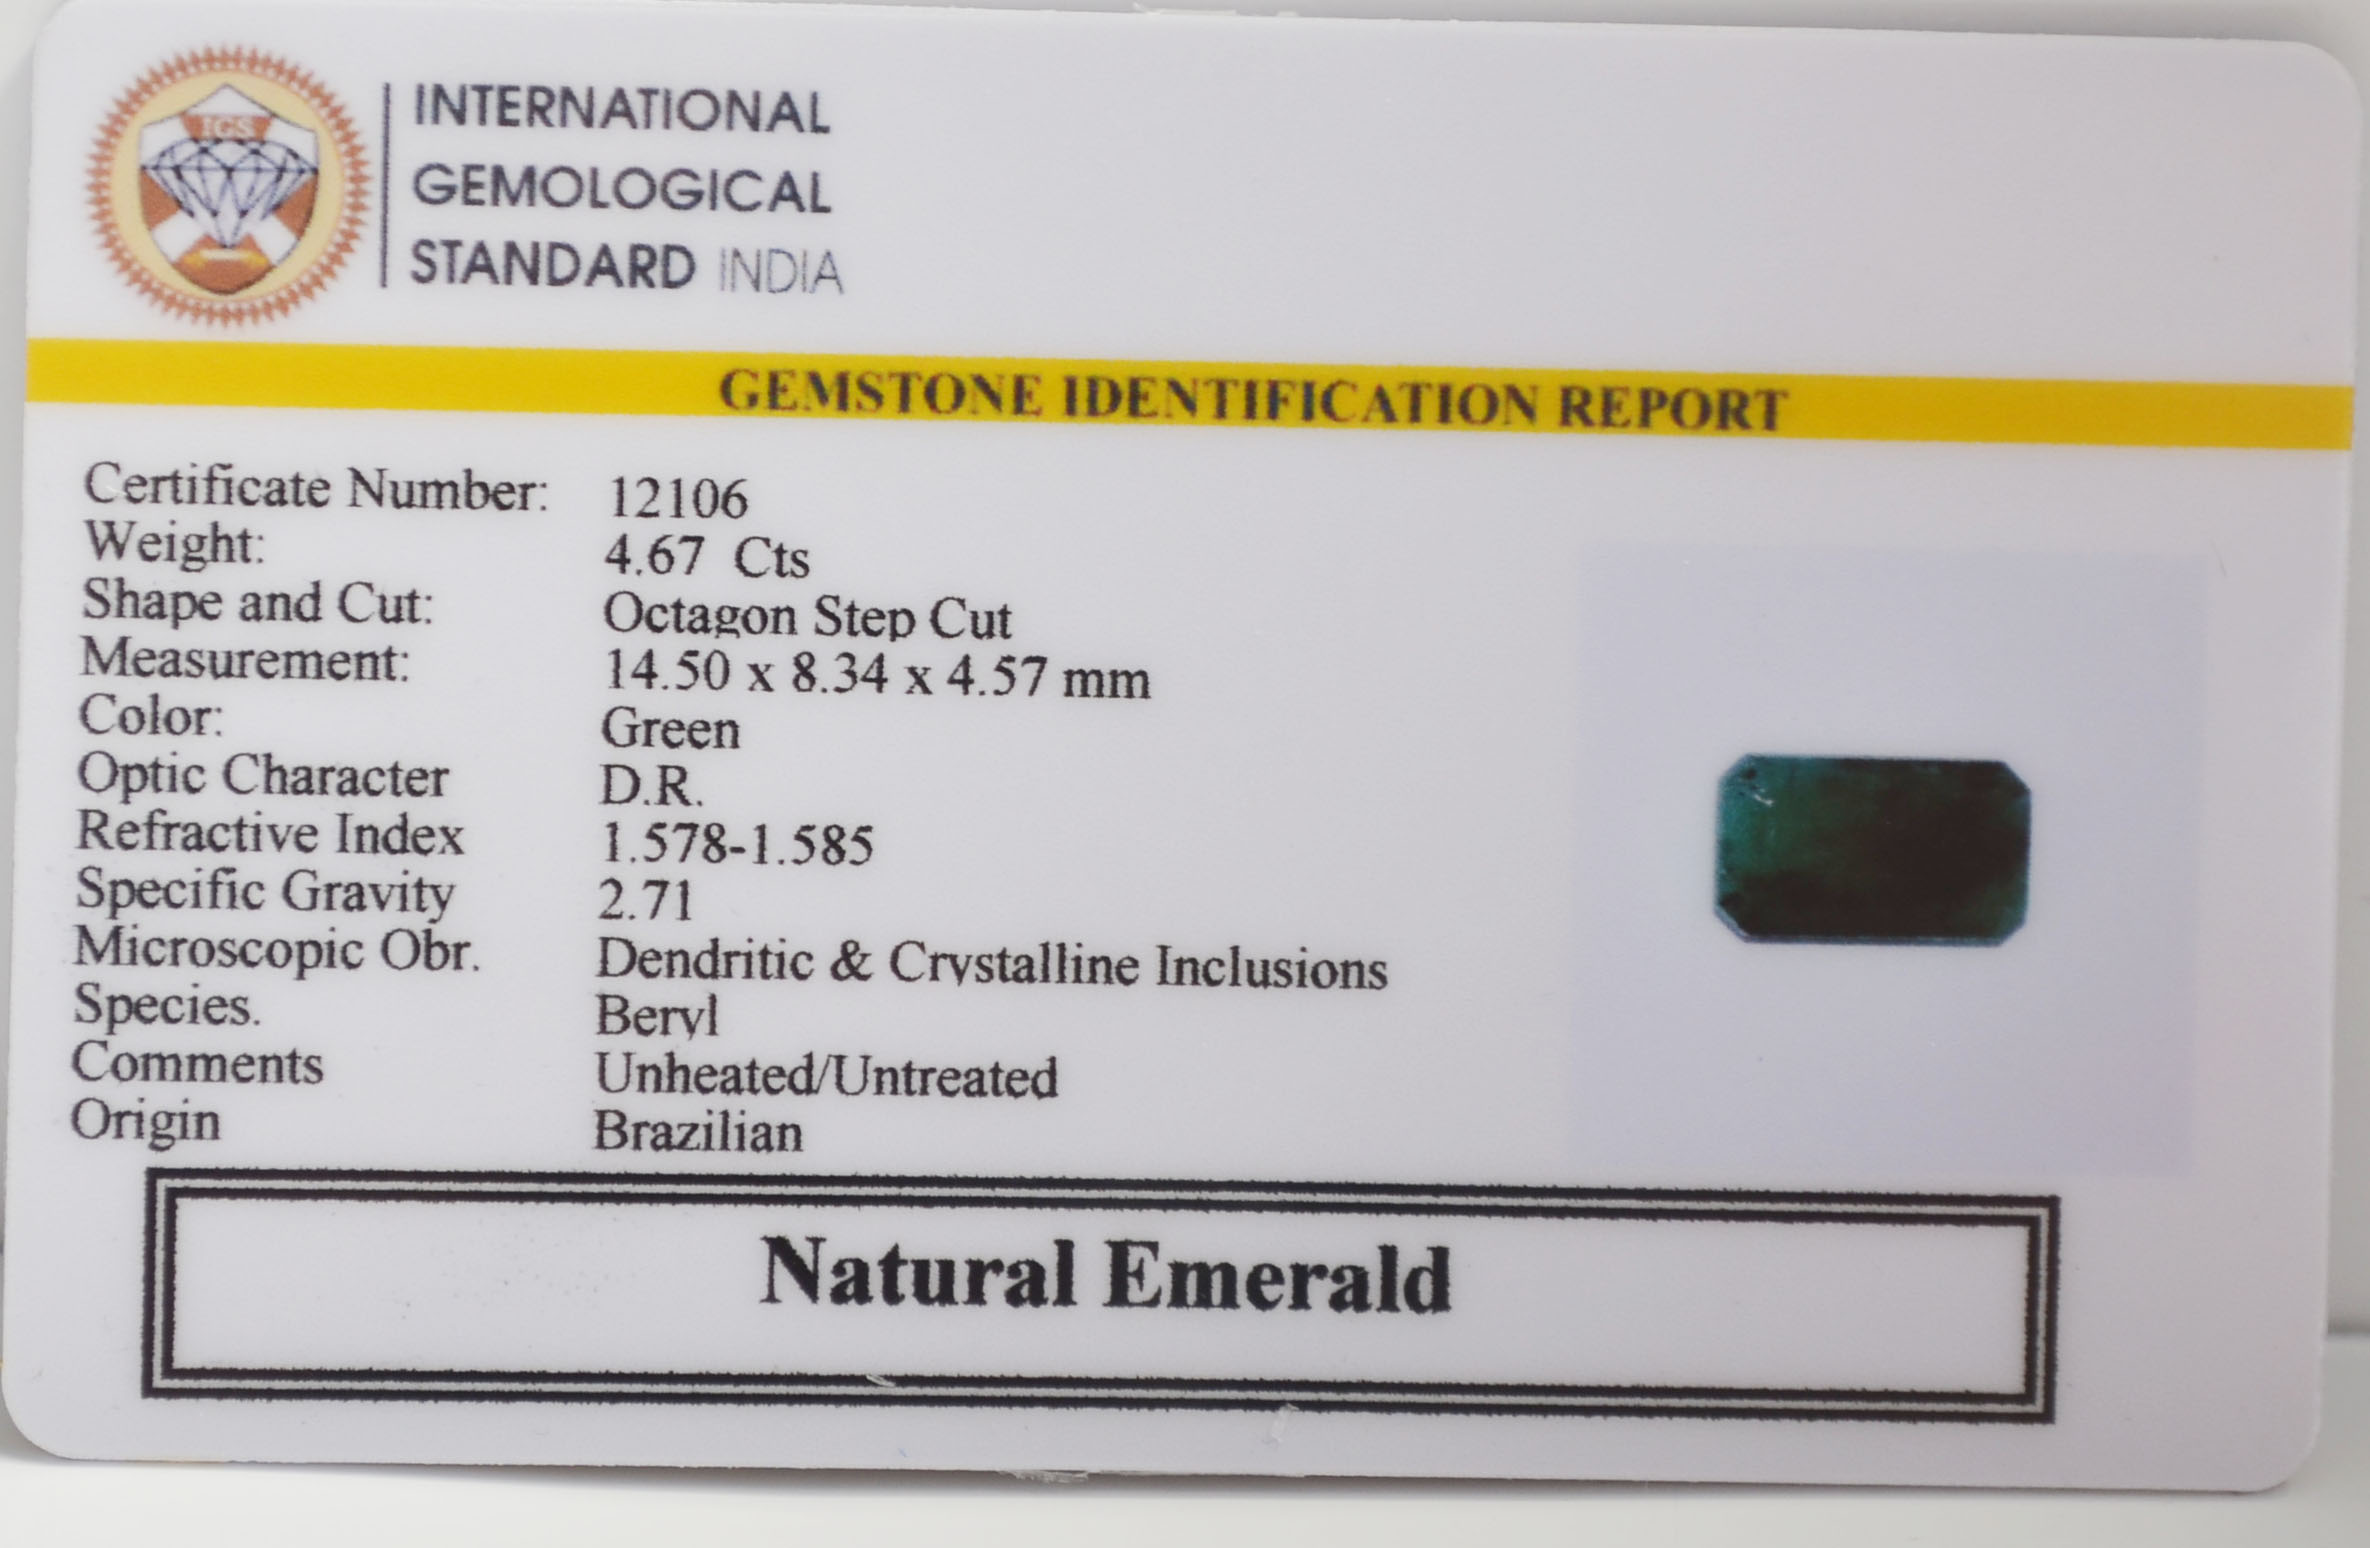 IGS
INTERNATIONAL
GEMOLOGICAL
STANDARD INDIA
GEMSTONE IDENTIFICATION REPORT
Certificate Number: 12106
Weight: 4.67 Cts
Shape and Cut: Octagon Step Cut
Measurement: 14.50 x 8.34 x 4.57 mm
Color: Green
Optic Character D.R.
Refractive Index 1.578-1.585
Specific Gravity 2.71
Microscopic Obr. Dendritic & Crystalline Inclusions
Species. Beryl
Comments Unheated/Untreated
Origin Brazilian
Natural Emerald